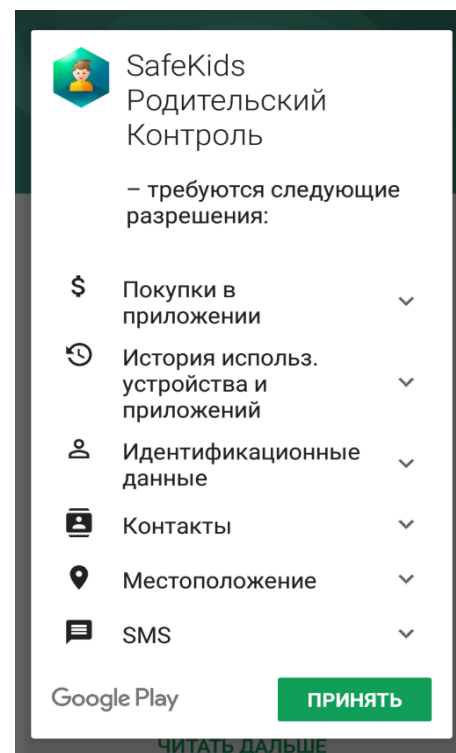 SafeKids
Родительский
Контроль
– требуются следующие
разрешения:
$
Покупки в
приложении
История использ.
устройства и
приложений
Идентификационные
данные
Контакты
Местоположение
SMS
Google Play
ПРИНЯТЬ
ЧИТАТЬ ДАЛЬШЕ